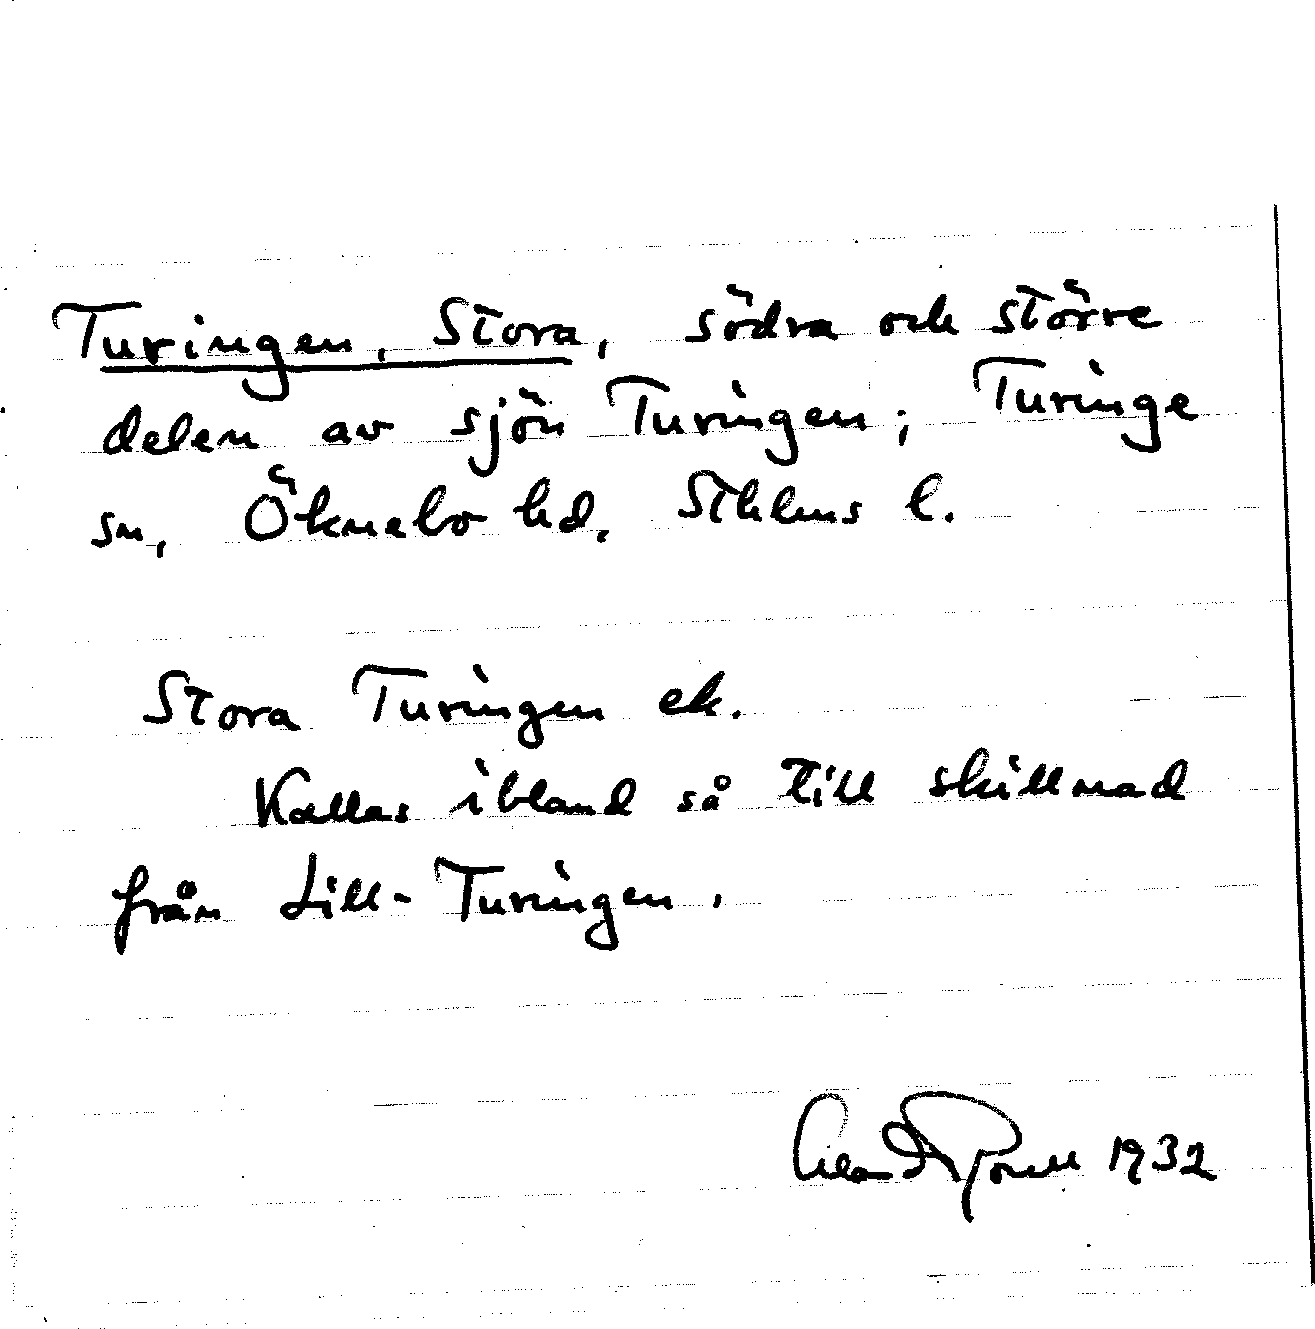 Turingen, Stora, södra och större
delen av sjön Turingen; Turinge
sn, Öknebo hd, Sthlms l.
Stora Turingen ek.
Kallas ibland så till skillnad
från Lill-Turingen.
1932